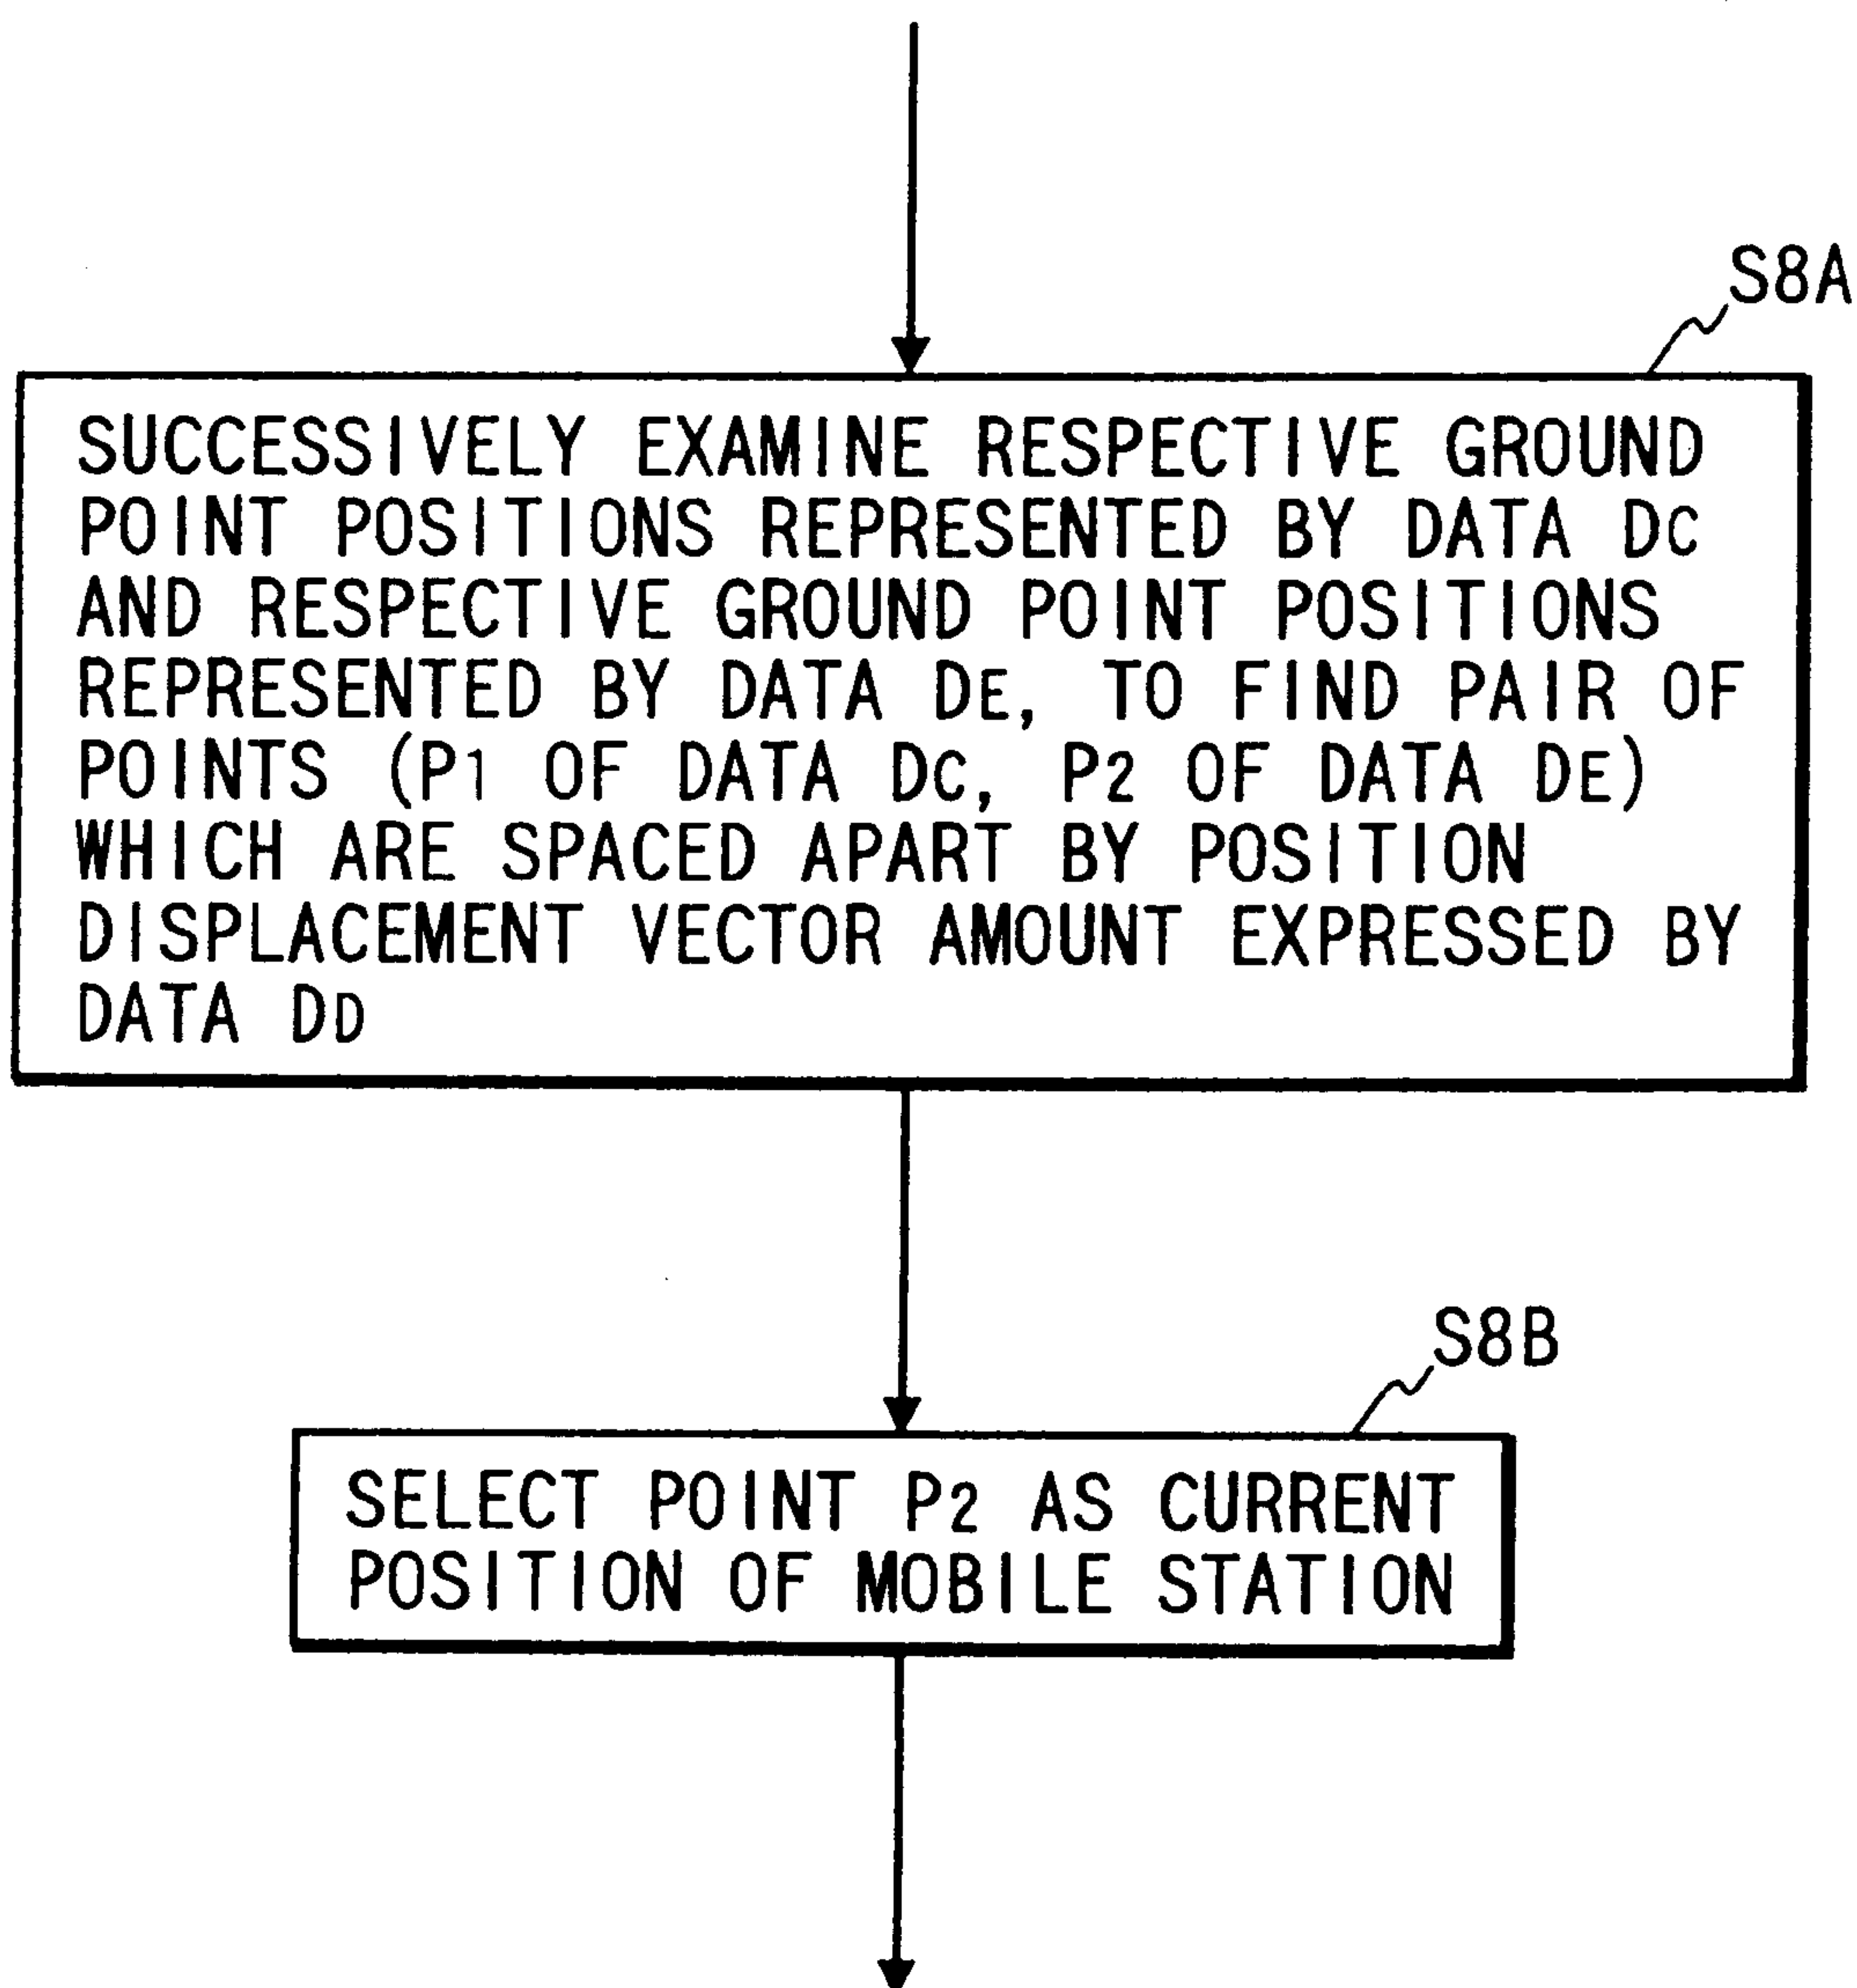 S8A
SUCCESSIVELY EXAMINE RESPECTIVE GROUND
POINT POSITIONS REPRESENTED BY DATA DC
AND RESPECTIVE GROUND POINT POSITIONS
REPRESENTED BY DATA DE, TO FIND PAIR OF
POINTS (P1 OF DATA DC, P2 OF DATA DE)
WHICH ARE SPACED APART BY POSITION
DISPLACEMENT VECTOR AMOUNT EXPRESSED BY
DATA DD
S8B
SELECT POINT P2 AS CURRENT
POSITION OF MOBILE STATION